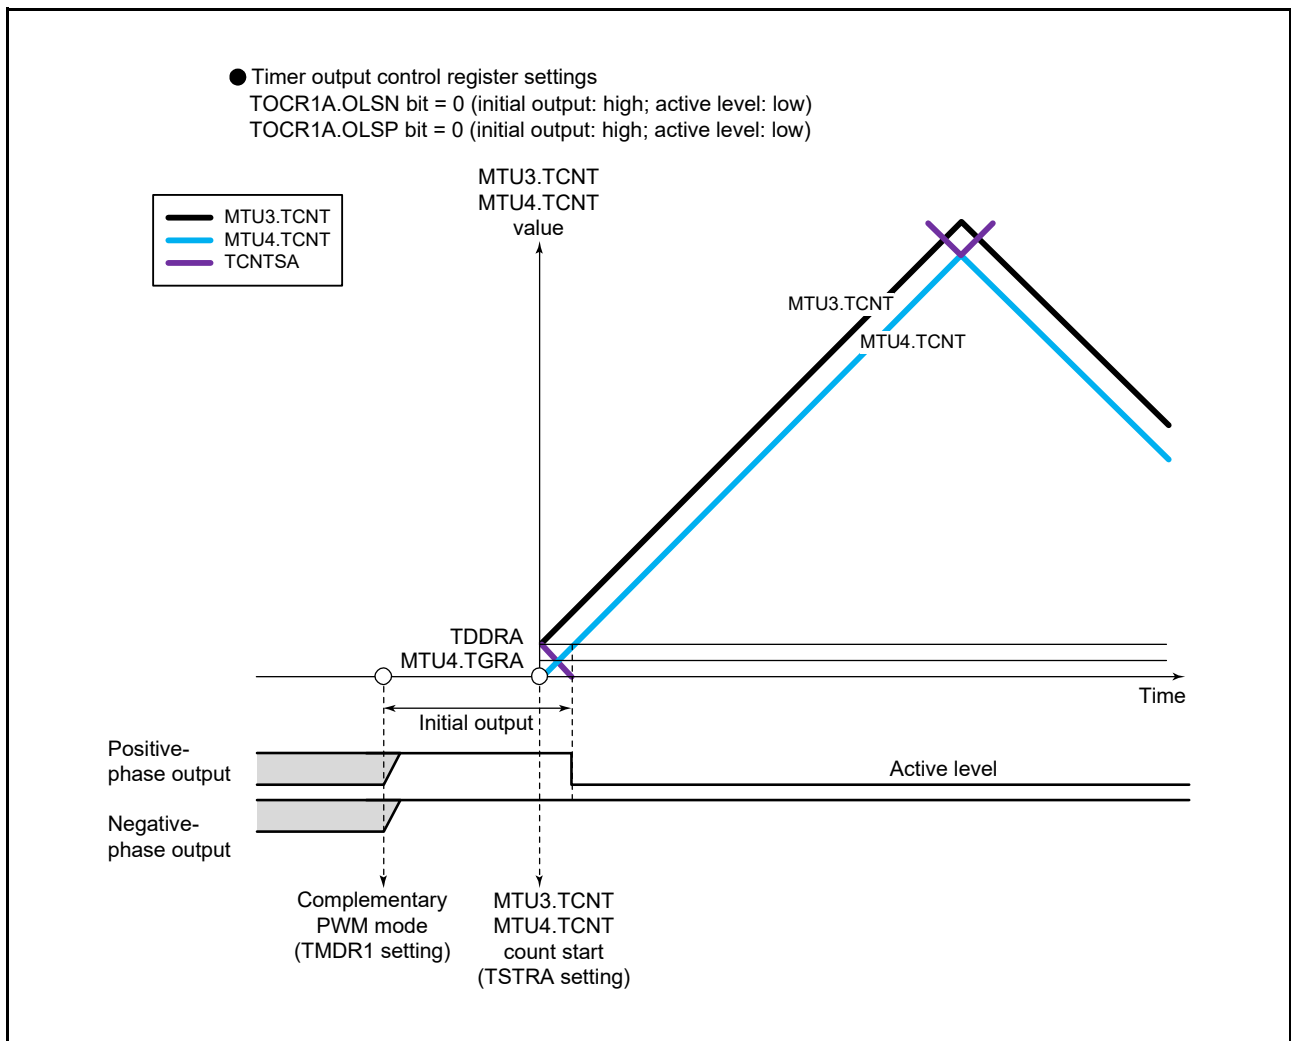 ● Timer output control register settings
TOCR1A.OLSN bit = 0 (initial output: high; active level: low)
TOCR1A.OLSP bit = 0 (initial output: high; active level: low)
MTU3.TCNT
MTU4.TCNT
value
MTU3.TCNT
MTU4.TCNT
TCNTSA
MTU3.TCNT
MTU4.TCNT
TDDRA
MTU4.TGRA
Time
Initial output
Positive-
phase output
Active level
Negative-
phase output
Complementary
PWM mode
(TMDR1 setting)
MTU3.TCNT
MTU4.TCNT
count start
(TSTRA setting)